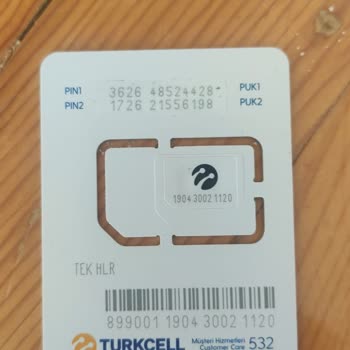 PIN1 3626 48524428 PUK1
PIN2 1726 21556198 PUK2
1904 3002 1120
TEK HLR
899001 1904 3002 1120
TURKCELL Müşteri Hizmetleri
Customer Care 532